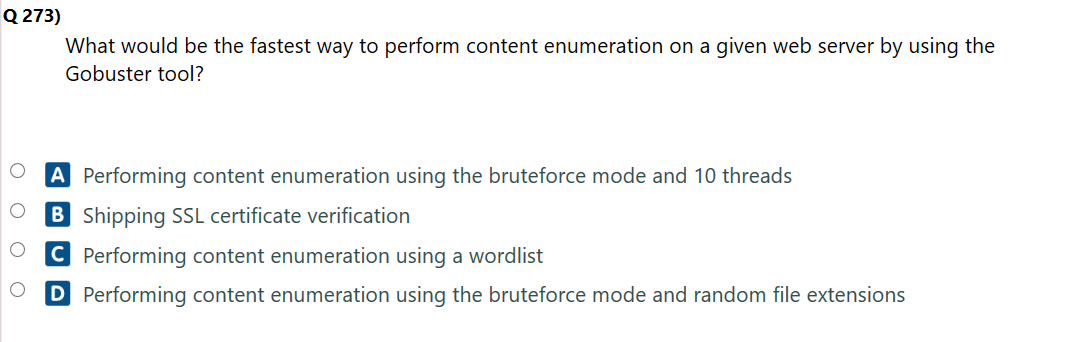 Q 273)
What would be the fastest way to perform content enumeration on a given web server by using the
Gobuster tool?
A Performing content enumeration using the bruteforce mode and 10 threads
B Shipping SSL certificate verification
C Performing content enumeration using a wordlist
D Performing content enumeration using the bruteforce mode and random file extensions